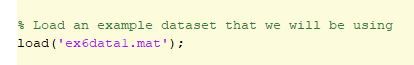 % Load an example dataset that we will be using
load('ex6data1.mat');